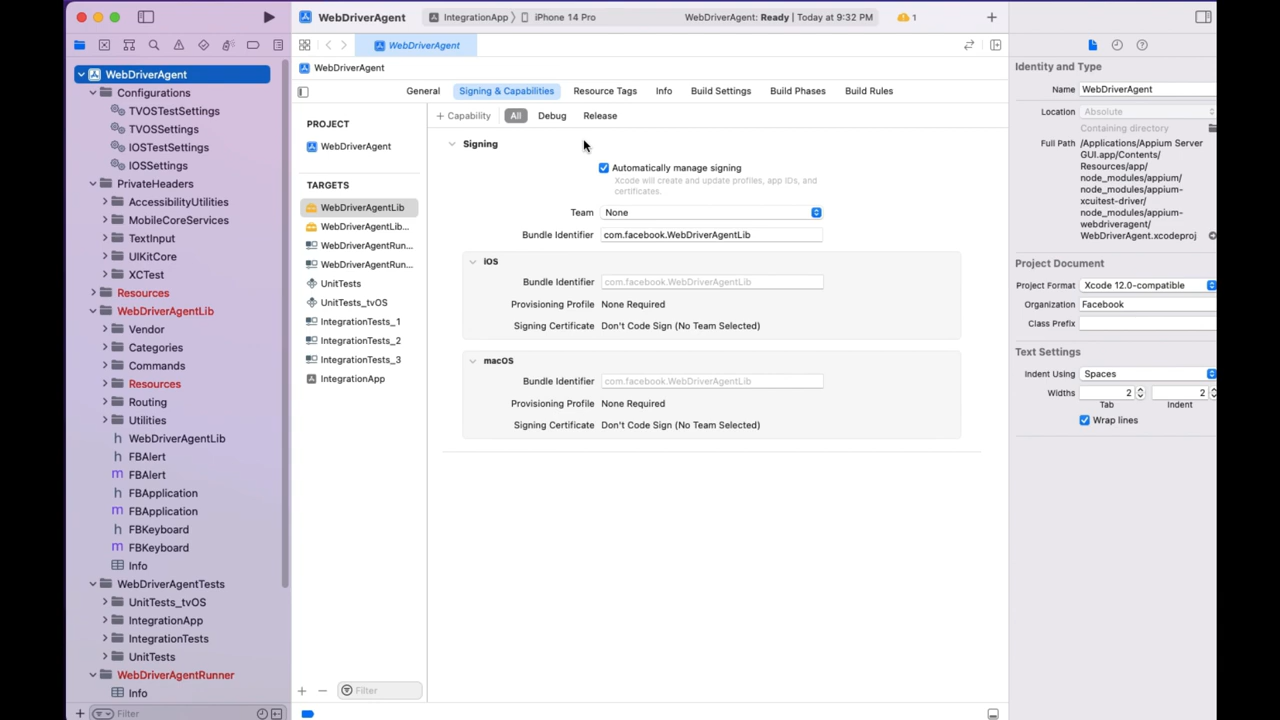 WebDriverAgent
IntegrationApp
iPhone 14 Pro
WebDriverAgent: Ready | Today at 9:32 PM
1
WebDriverAgent
WebDriverAgent
General
Signing & Capabilities
Resource Tags
Info
Build Settings
Build Phases
Build Rules
+ Capability
All
Debug
Release
WebDriverAgent
Configurations
TVOSTestSettings
TVOSSettings
IOSTestSettings
IOSSettings
PrivateHeaders
AccessibilityUtilities
MobileCoreServices
TextInput
UIKitCore
XCTest
Resources
WebDriverAgentLib
Vendor
Categories
Commands
Resources
Routing
Utilities
h WebDriverAgentLib
h FBAlert
m FBAlert
h FBApplication
m FBApplication
h FBKeyboard
m FBKeyboard
Info
WebDriverAgentTests
UnitTests_tvOS
IntegrationApp
IntegrationTests
UnitTests
WebDriverAgentRunner
Info
Filter
PROJECT
WebDriverAgent
TARGETS
WebDriverAgentLib
WebDriverAgentLib...
WebDriverAgentRun...
WebDriverAgentRun...
UnitTests
UnitTests_tvOS
IntegrationTests_1
IntegrationTests_2
IntegrationTests_3
IntegrationApp
Filter
Signing
Automatically manage signing
Xcode will create and update profiles, app IDs, and
certificates.
Team None
Bundle Identifier com.facebook.WebDriverAgentLib
iOS
Bundle Identifier com.facebook.WebDriverAgentLib
Provisioning Profile None Required
Signing Certificate Don't Code Sign (No Team Selected)
macOS
Bundle Identifier com.facebook.WebDriverAgentLib
Provisioning Profile None Required
Signing Certificate Don't Code Sign (No Team Selected)
Identity and Type
Name WebDriverAgent
Location Absolute
Containing directory
Full Path /Applications/Appium Server
GUI.app/Contents/
Resources/app/
node_modules/appium/
node_modules/appium-
xcuitest-driver/
node_modules/appium-
webdriveragent/
WebDriverAgent.xcodeproj
Project Document
Project Format Xcode 12.0-compatible
Organization Facebook
Class Prefix
Text Settings
Indent Using Spaces
Widths 2 2
Tab Indent
Wrap lines